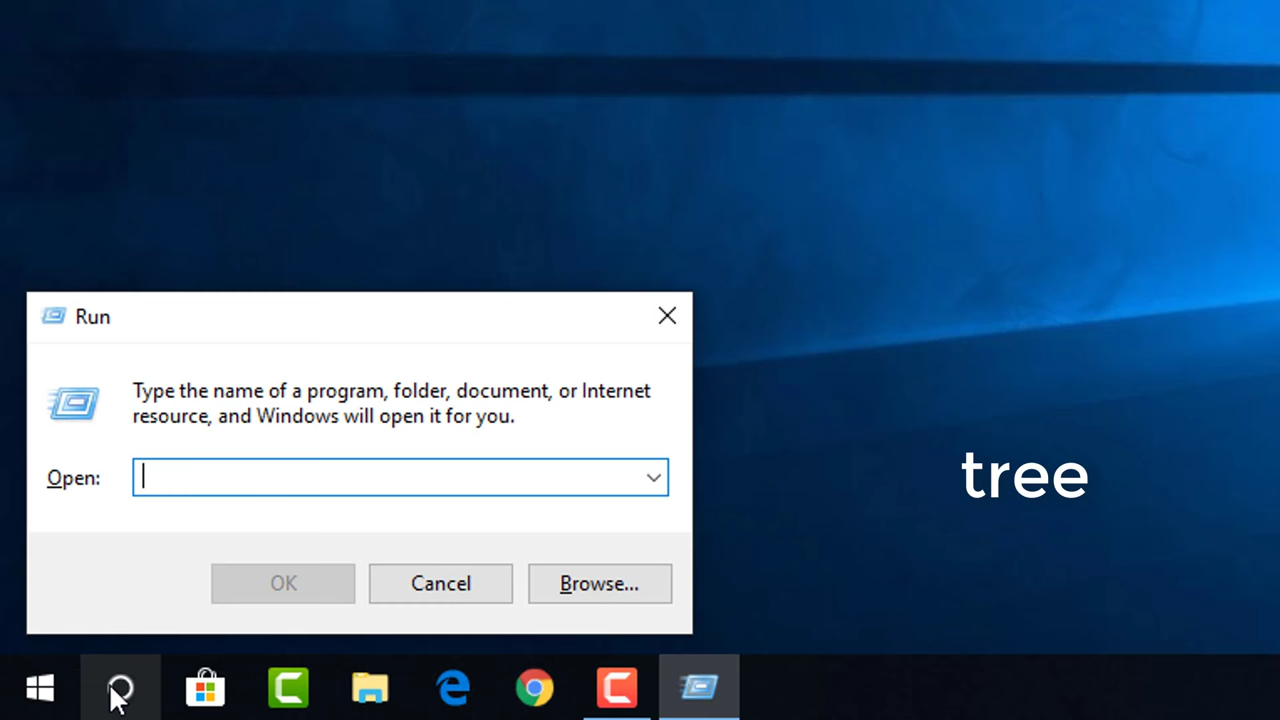 Run
Type the name of a program, folder, document, or Internet
resource, and Windows will open it for you.
Open:
tree
OK
Cancel
Browse...